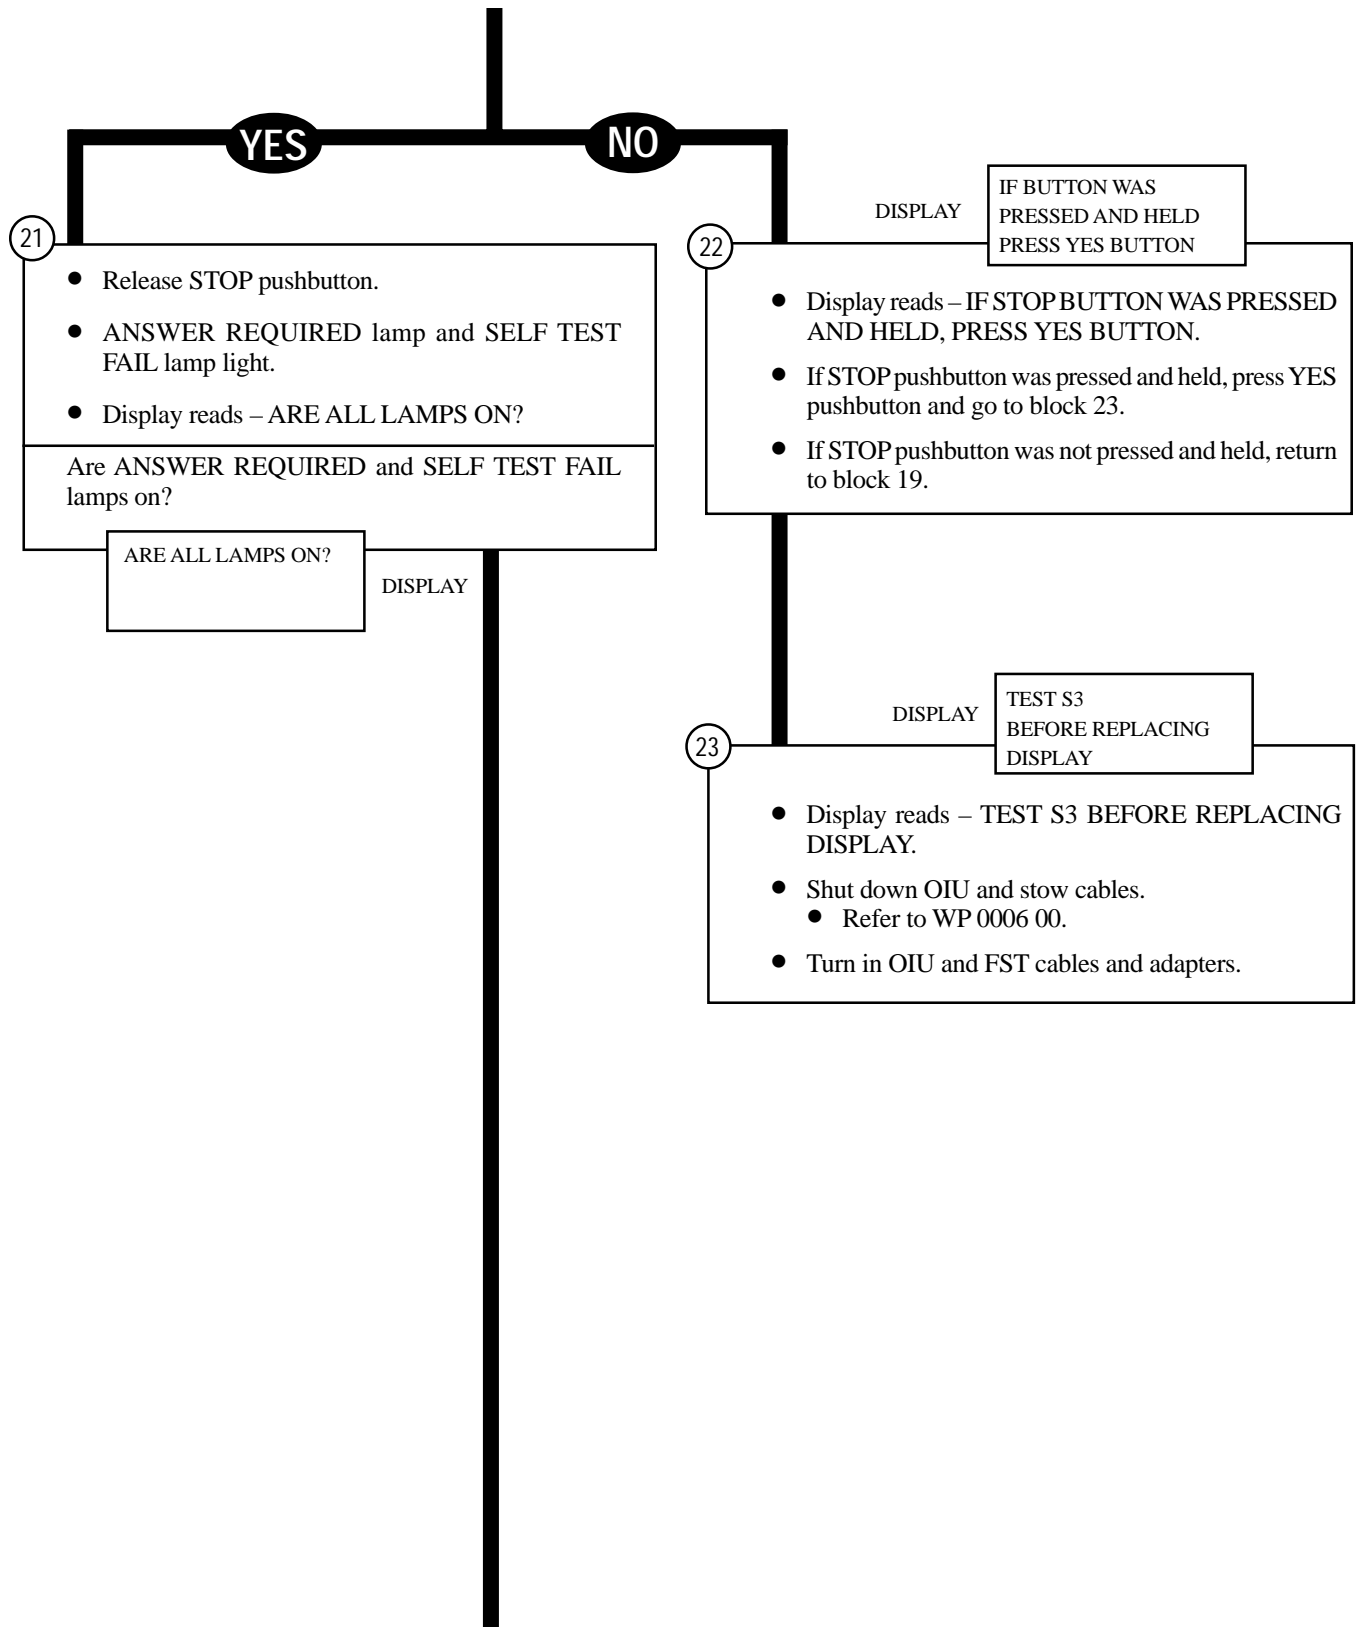 YES
NO
21
● Release STOP pushbutton.
● ANSWER REQUIRED lamp and SELF TEST
FAIL lamp light.
● Display reads – ARE ALL LAMPS ON?
Are ANSWER REQUIRED and SELF TEST FAIL
lamps on?
ARE ALL LAMPS ON?
DISPLAY
DISPLAY
IF BUTTON WAS
PRESSED AND HELD
PRESS YES BUTTON
22
● Display reads – IF STOP BUTTON WAS PRESSED
AND HELD, PRESS YES BUTTON.
● If STOP pushbutton was pressed and held, press YES
pushbutton and go to block 23.
● If STOP pushbutton was not pressed and held, return
to block 19.
DISPLAY
TEST S3
BEFORE REPLACING
DISPLAY
23
● Display reads – TEST S3 BEFORE REPLACING
DISPLAY.
● Shut down OIU and stow cables.
● Refer to WP 0006 00.
● Turn in OIU and FST cables and adapters.